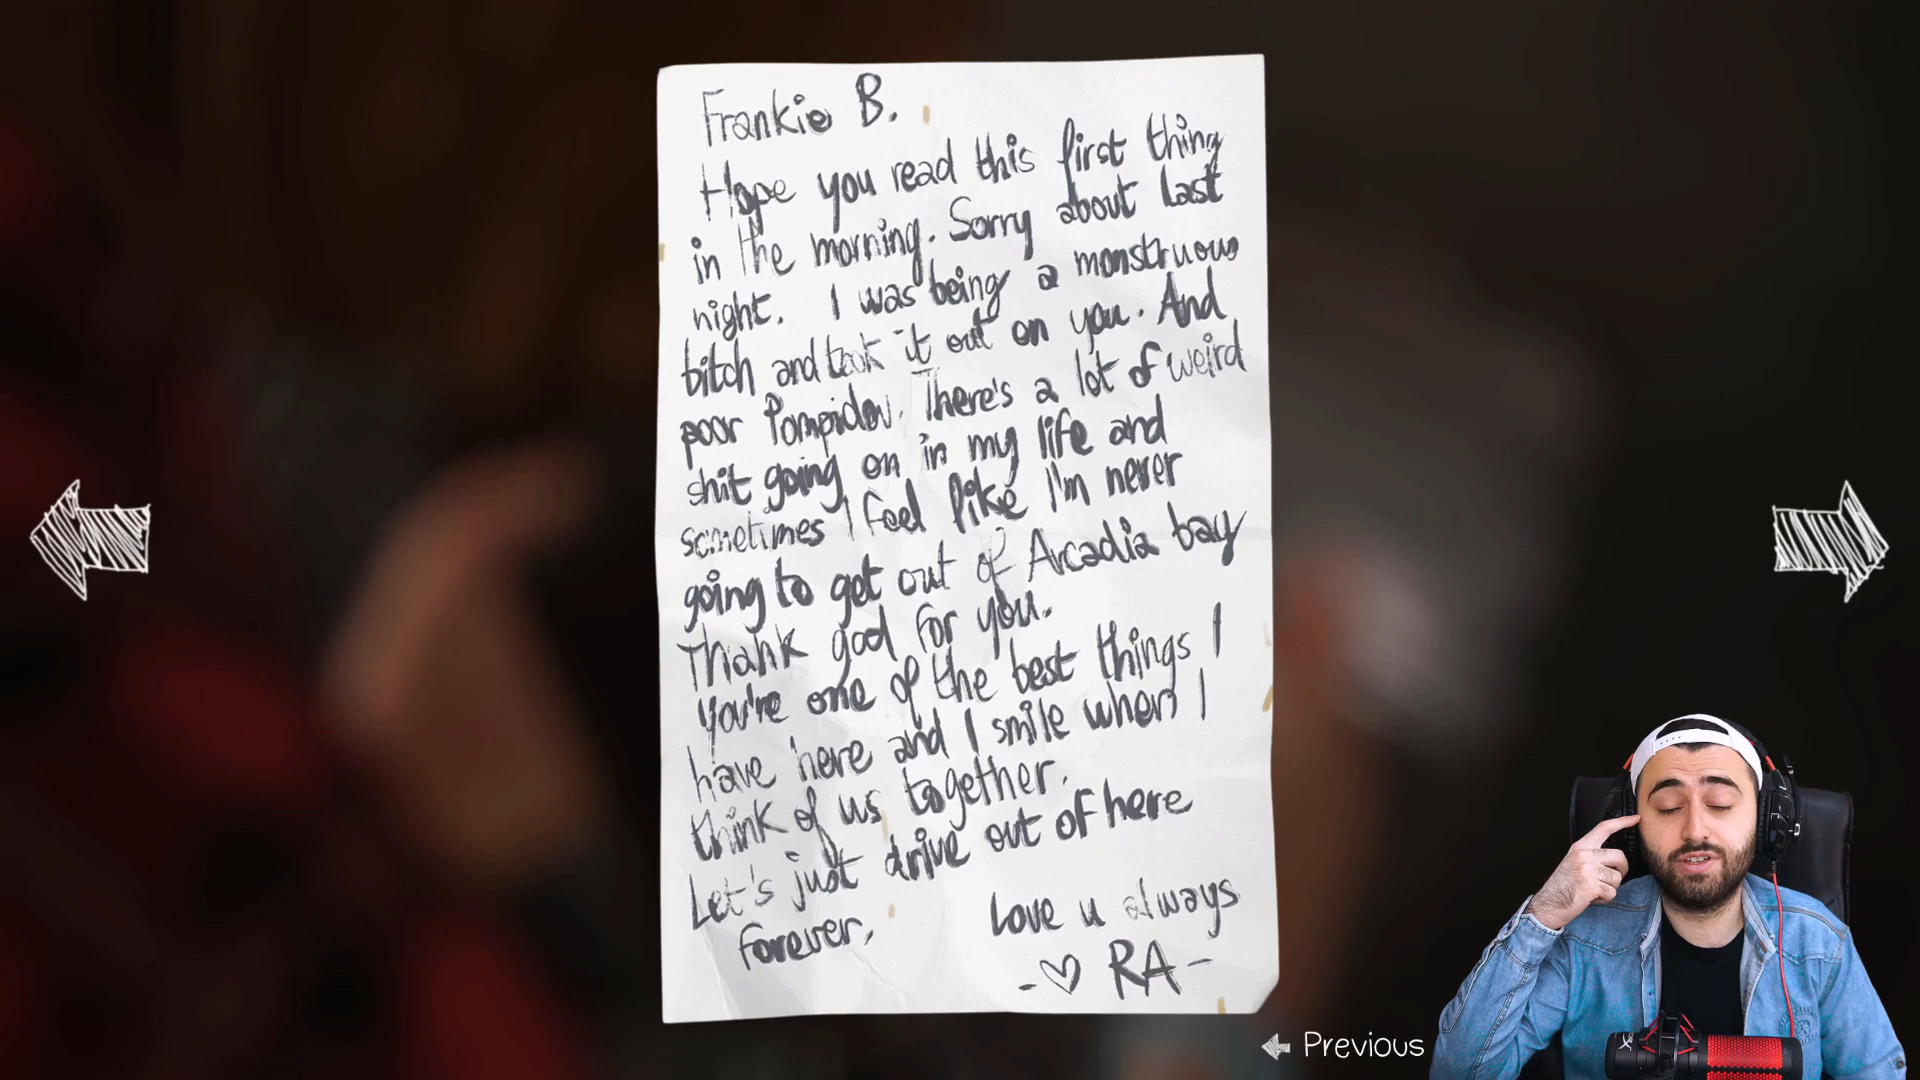 Frankie B.
Hope you read this first thing
in the morning. Sorry about last
night. I was being a monstruous
bitch and took it out on you. And
poor Pompidou. There's a lot of weird
shit going on in my life and
sometimes I feel like I'm never
going to get out of Arcadia bay
Thank god for you.
You're one of the best things I
have here and I smile when I
think of us together.
Let's just drive out of here
forever.
Love u always
-♡ RA-
Previous